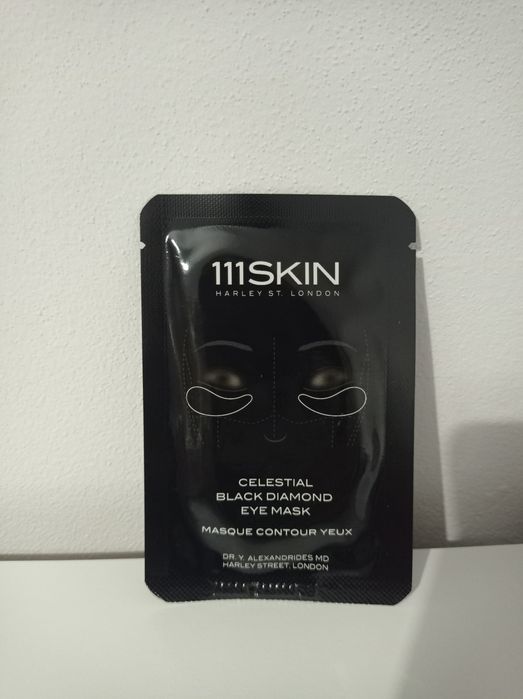 111SKIN
HARLEY ST. LONDON
CELESTIAL
BLACK DIAMOND
EYE MASK
MASQUE CONTOUR YEUX
DR. Y. ALEXANDRIDES MD
HARLEY STREET, LONDON